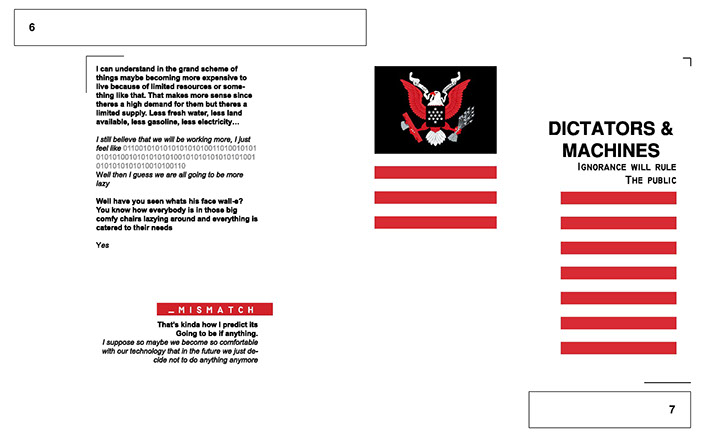 6
I can understand in the grand scheme of
things maybe becoming more expensive to
live because of limited resources or some-
thing like that. That makes more sense since
theres a high demand for them but theres a
limited supply. Less fresh water, less land
available, less gasoline, less electricity…
I still believe that we will be working more, I just
feel like 0110010101010101010100110100101
010101001010101010100101010101010101001
0101010101010010100110
Well then I guess we are all going to be more
lazy
Well have you seen whats his face wall-e?
You know how everybody is in those big
comfy chairs lazying around and everything is
catered to their needs
Yes
_MISMATCH
That's kinda how I predict its
Going to be if anything.
I suppose so maybe we become so comfortable
with our technology that in the future we just de-
cide not to do anything anymore
DICTATORS &
MACHINES
Ignorance will rule
The public
7